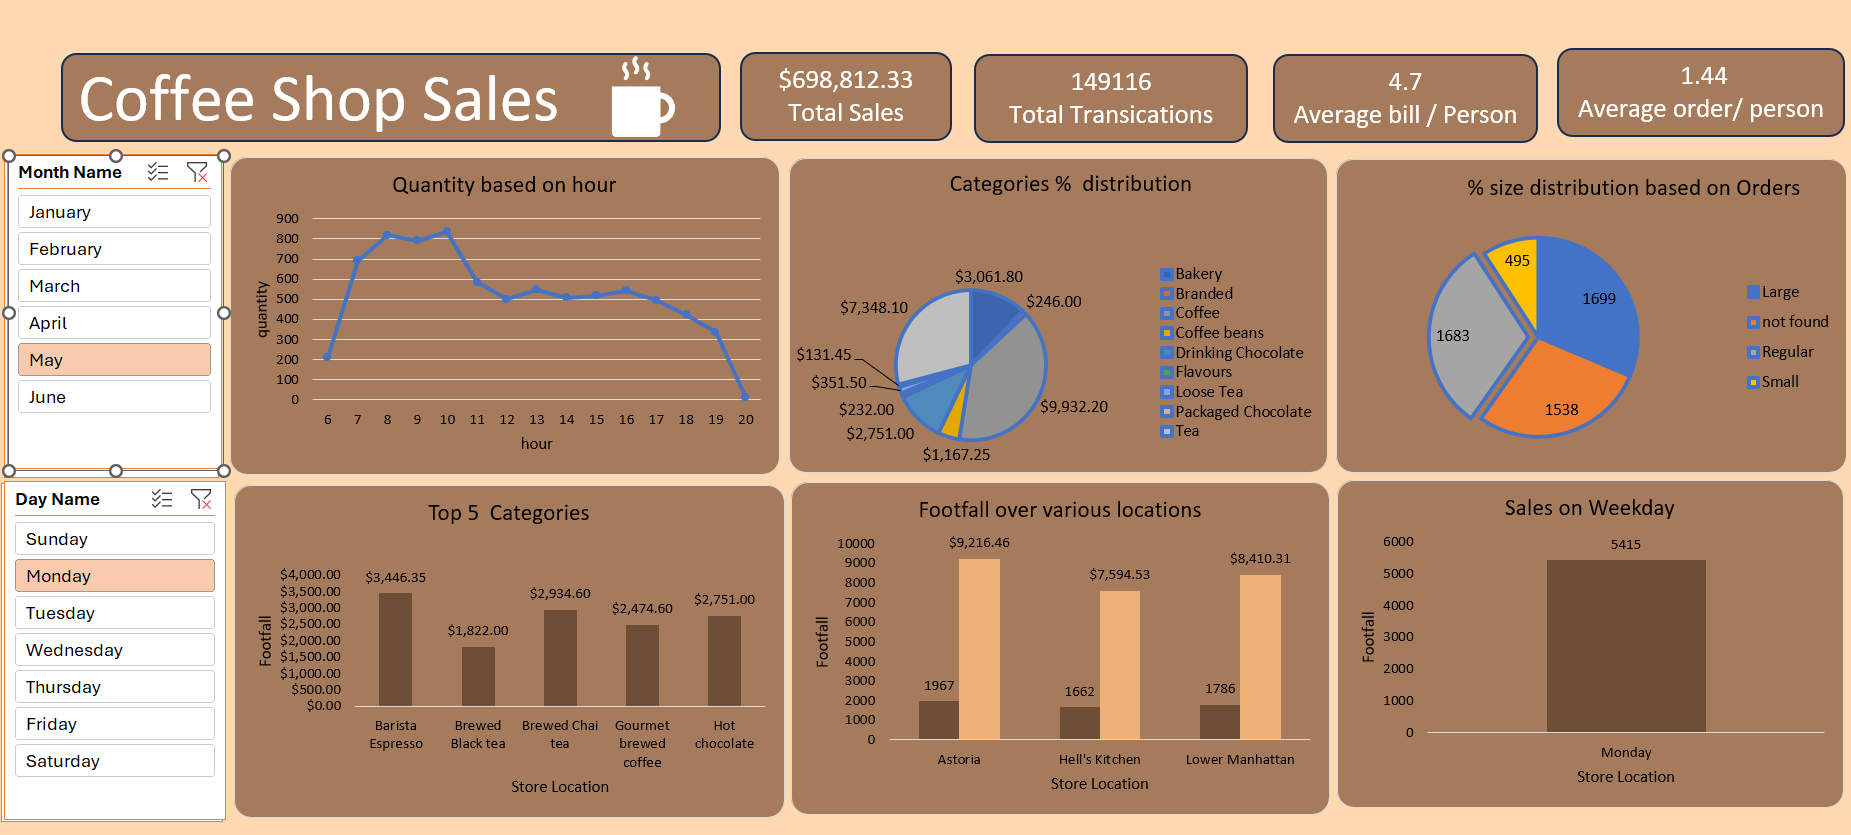 Coffee Shop Sales
$698,812.33
Total Sales
149116
Total Transications
4.7
Average bill / Person
1.44
Average order/ person
Month Name
January
February
March
April
May
June
Day Name
Sunday
Monday
Tuesday
Wednesday
Thursday
Friday
Saturday
Quantity based on hour
quantity
900
800
700
600
500
400
300
200
100
0
6 7 8 9 10 11 12 13 14 15 16 17 18 19 20
hour
Categories %  distribution
$3,061.80
$246.00
$9,932.20
$1,167.25
$2,751.00
$232.00
$351.50
$131.45
$7,348.10
Bakery
Branded
Coffee
Coffee beans
Drinking Chocolate
Flavours
Loose Tea
Packaged Chocolate
Tea
% size distribution based on Orders
495
1699
1683
1538
Large
not found
Regular
Small
Top 5  Categories
Footfall
$4,000.00
$3,500.00
$3,000.00
$2,500.00
$2,000.00
$1,500.00
$1,000.00
$500.00
$0.00
$3,446.35
$1,822.00
$2,934.60
$2,474.60
$2,751.00
Barista
Espresso
Brewed
Black tea
Brewed Chai
tea
Gourmet
brewed
coffee
Hot
chocolate
Store Location
Footfall over various locations
Footfall
10000
9000
8000
7000
6000
5000
4000
3000
2000
1000
0
1967
$9,216.46
1662
$7,594.53
1786
$8,410.31
Astoria
Hell's Kitchen
Lower Manhattan
Store Location
Sales on Weekday
Footfall
6000
5000
4000
3000
2000
1000
0
5415
Monday
Store Location